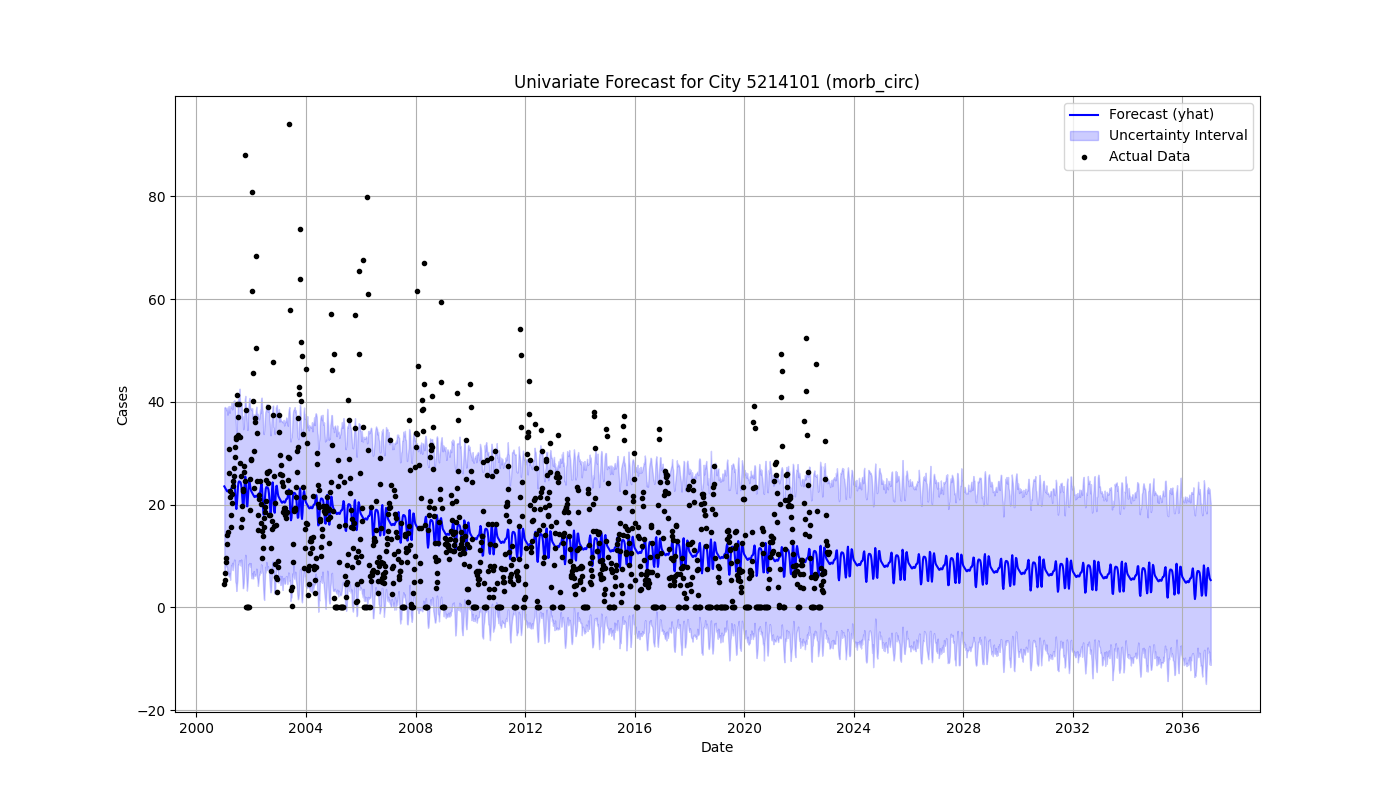 Univariate Forecast for City 5214101 (morb_circ)
Forecast (yhat)
Uncertainty Interval
Actual Data
Cases
80
60
40
20
0
−20
2000 2004 2008 2012 2016 2020 2024 2028 2032 2036
Date